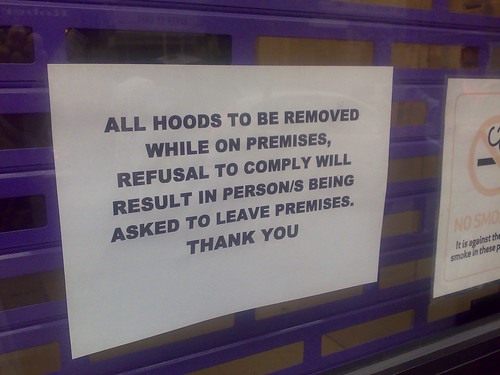 ALL HOODS TO BE REMOVED
WHILE ON PREMISES,
REFUSAL TO COMPLY WILL
RESULT IN PERSON/S BEING
ASKED TO LEAVE PREMISES.
THANK YOU
NO SMO
It is against the
smoke in these p